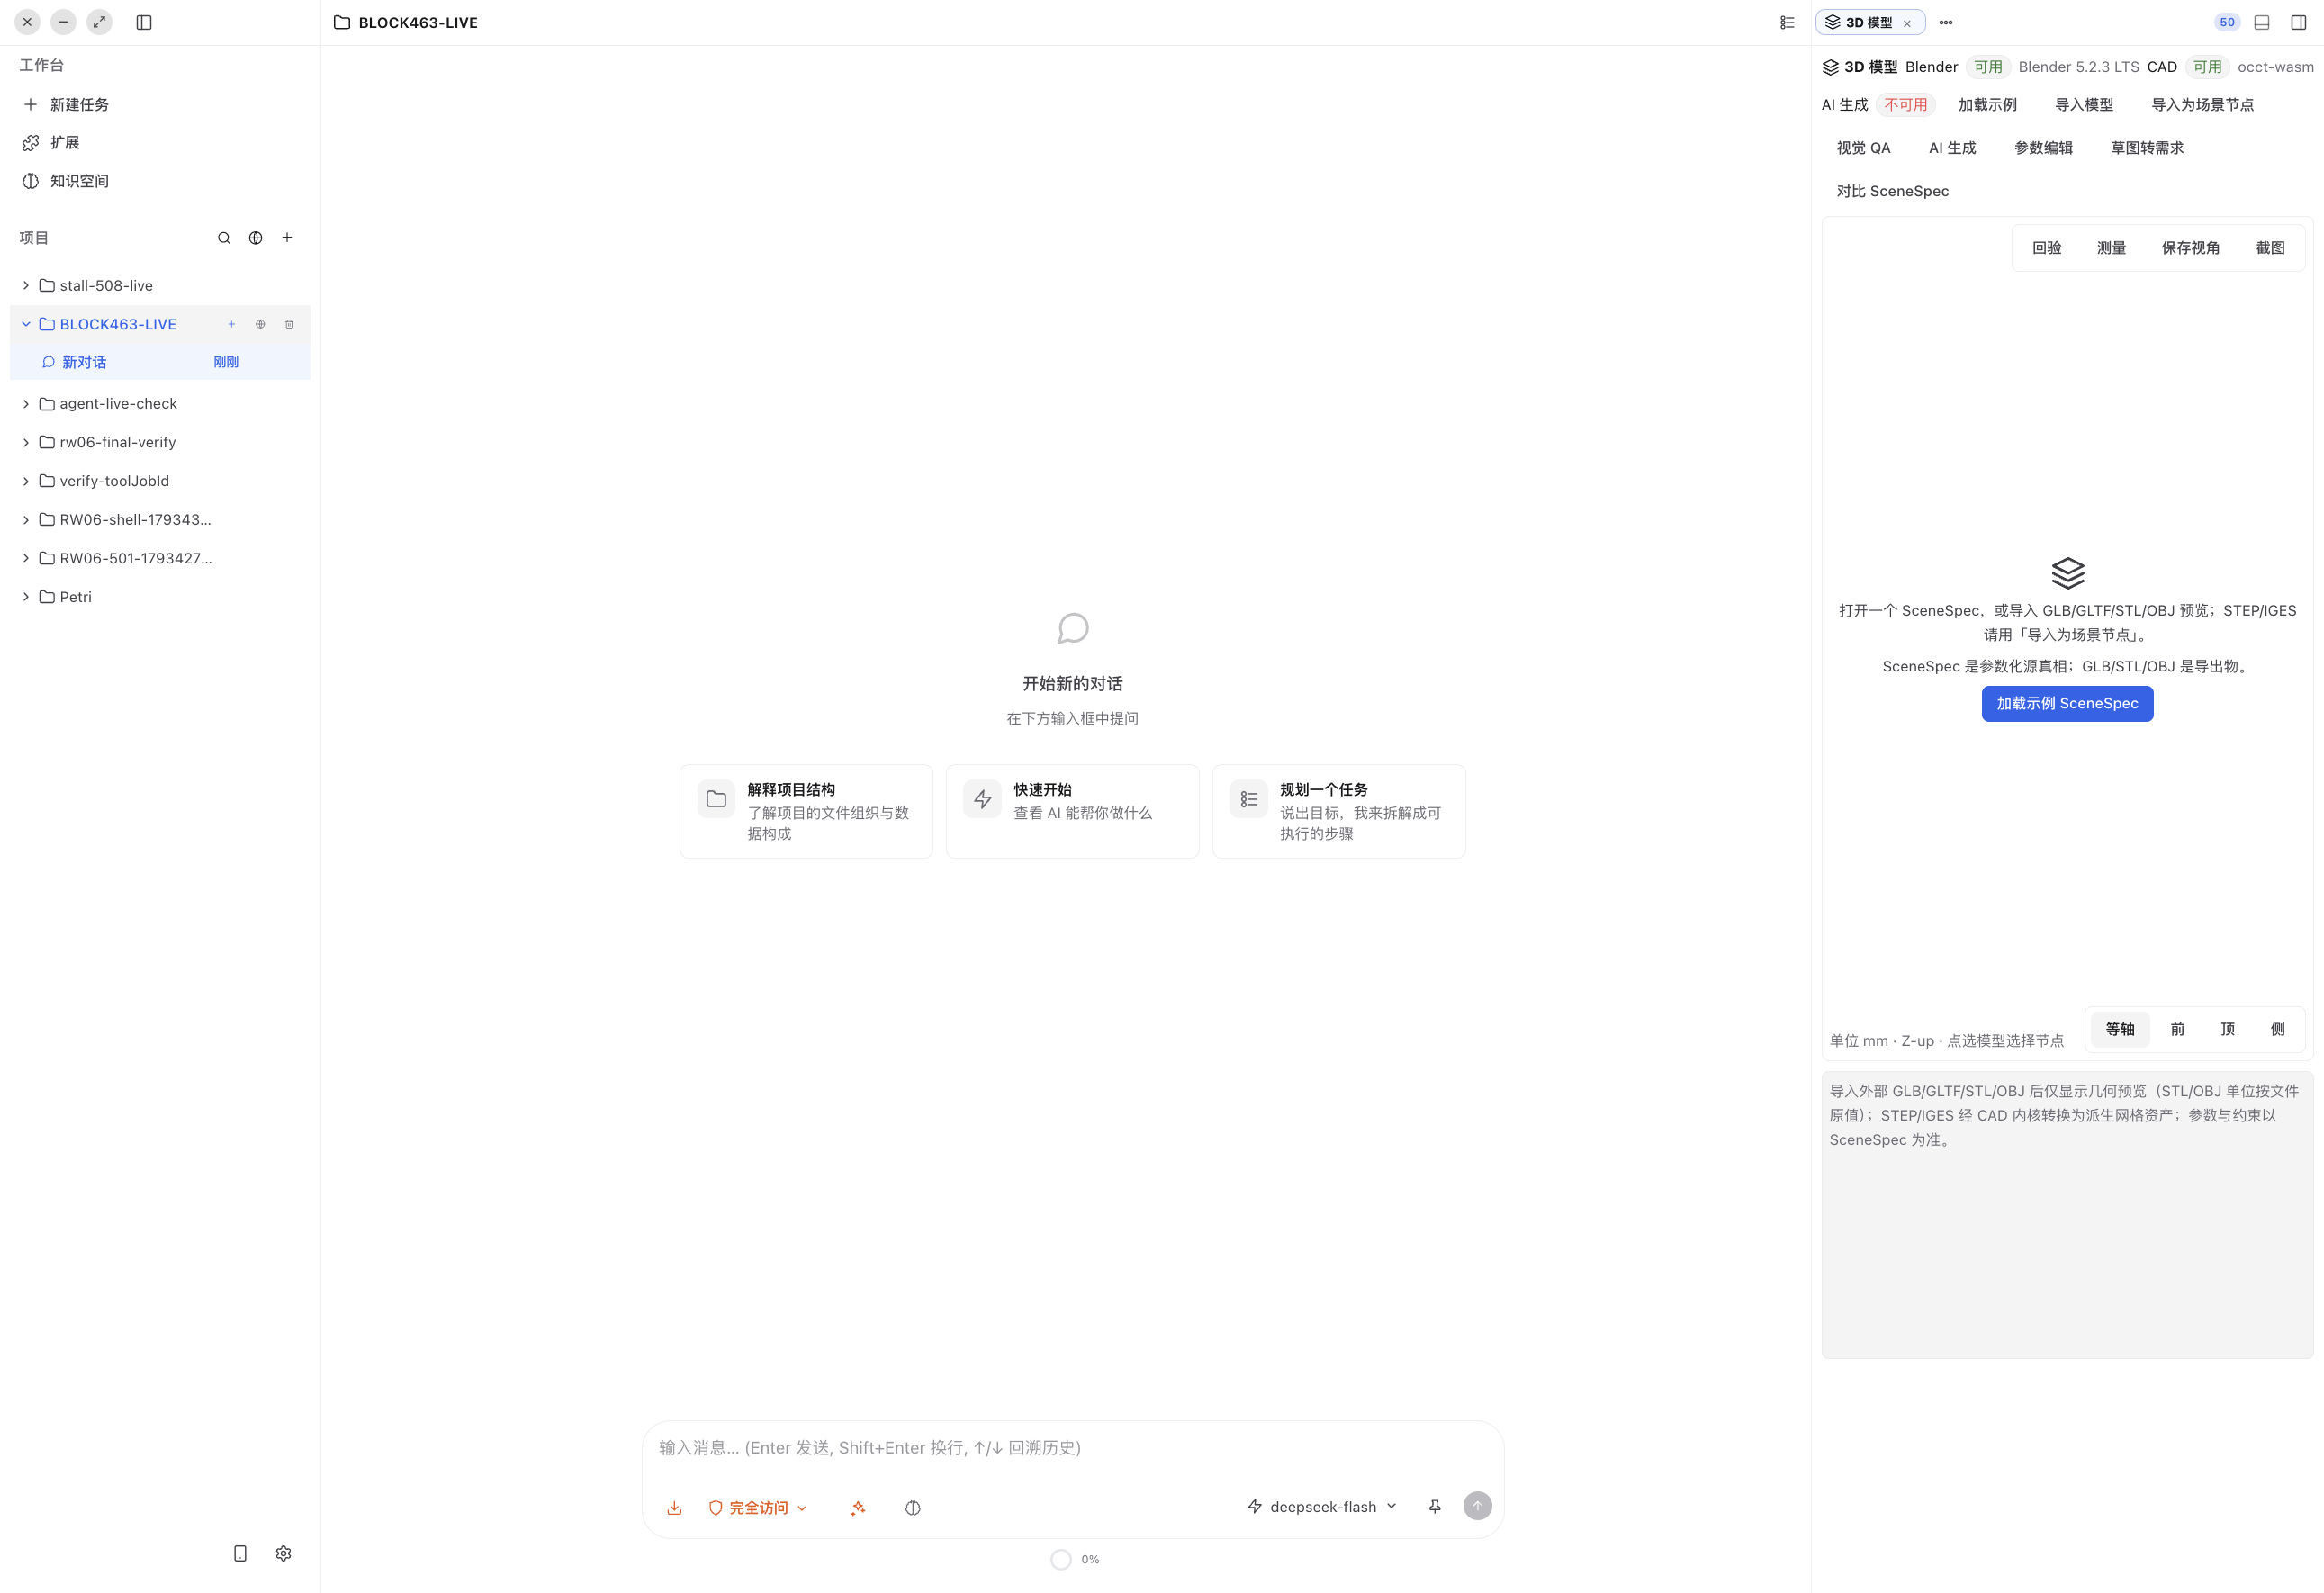 工作台
新建任务
扩展
知识空间
项目
stall-508-live
BLOCK463-LIVE
新对话 刚刚
agent-live-check
rw06-final-verify
verify-toolJobId
RW06-shell-179343...
RW06-501-1793427...
Petri
BLOCK463-LIVE
开始新的对话
在下方输入框中提问
解释项目结构
了解项目的文件组织与数
据构成
快速开始
查看 AI 能帮你做什么
规划一个任务
说出目标，我来拆解成可
执行的步骤
输入消息... (Enter 发送, Shift+Enter 换行, ↑/↓ 回溯历史)
完全访问 deepseek-flash
0%
3D 模型 50
3D 模型 Blender 可用 Blender 5.2.3 LTS CAD 可用 occt-wasm
AI 生成 不可用 加载示例 导入模型 导入为场景节点
视觉 QA AI 生成 参数编辑 草图转需求
对比 SceneSpec
回验 测量 保存视角 截图
打开一个 SceneSpec，或导入 GLB/GLTF/STL/OBJ 预览；STEP/IGES
请用「导入为场景节点」。
SceneSpec 是参数化源真相；GLB/STL/OBJ 是导出物。
加载示例 SceneSpec
单位 mm · Z-up · 点选模型选择节点 等轴 前 顶 侧
导入外部 GLB/GLTF/STL/OBJ 后仅显示几何预览（STL/OBJ 单位按文件
原值）；STEP/IGES 经 CAD 内核转换为派生网格资产；参数与约束以
SceneSpec 为准。